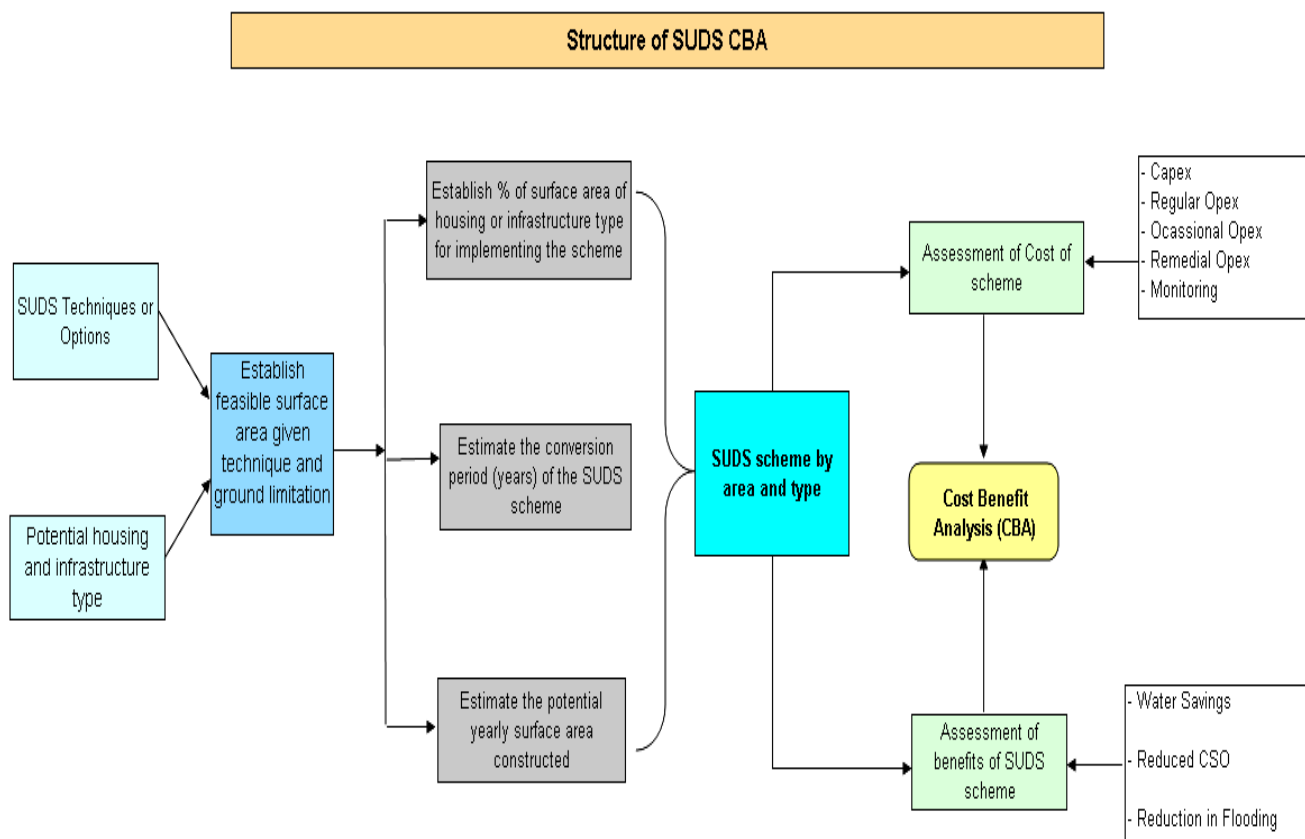 Structure of SUDS CBA
SUDS Techniques or
Options
Potential housing
and infrastructure
type
Establish
feasible surface
area given
technique and
ground limitation
Establish % of surface area of
housing or infrastructure type
for implementing the scheme
Estimate the conversion
period (years) of the SUDS
scheme
Estimate the potential
yearly surface area
constructed
SUDS scheme by
area and type
Assessment of Cost of
scheme
- Capex
- Regular Opex
- Ocassional Opex
- Remedial Opex
- Monitoring
Cost Benefit
Analysis (CBA)
Assessment of
benefits of SUDS
scheme
- Water Savings
- Reduced CSO
- Reduction in Flooding